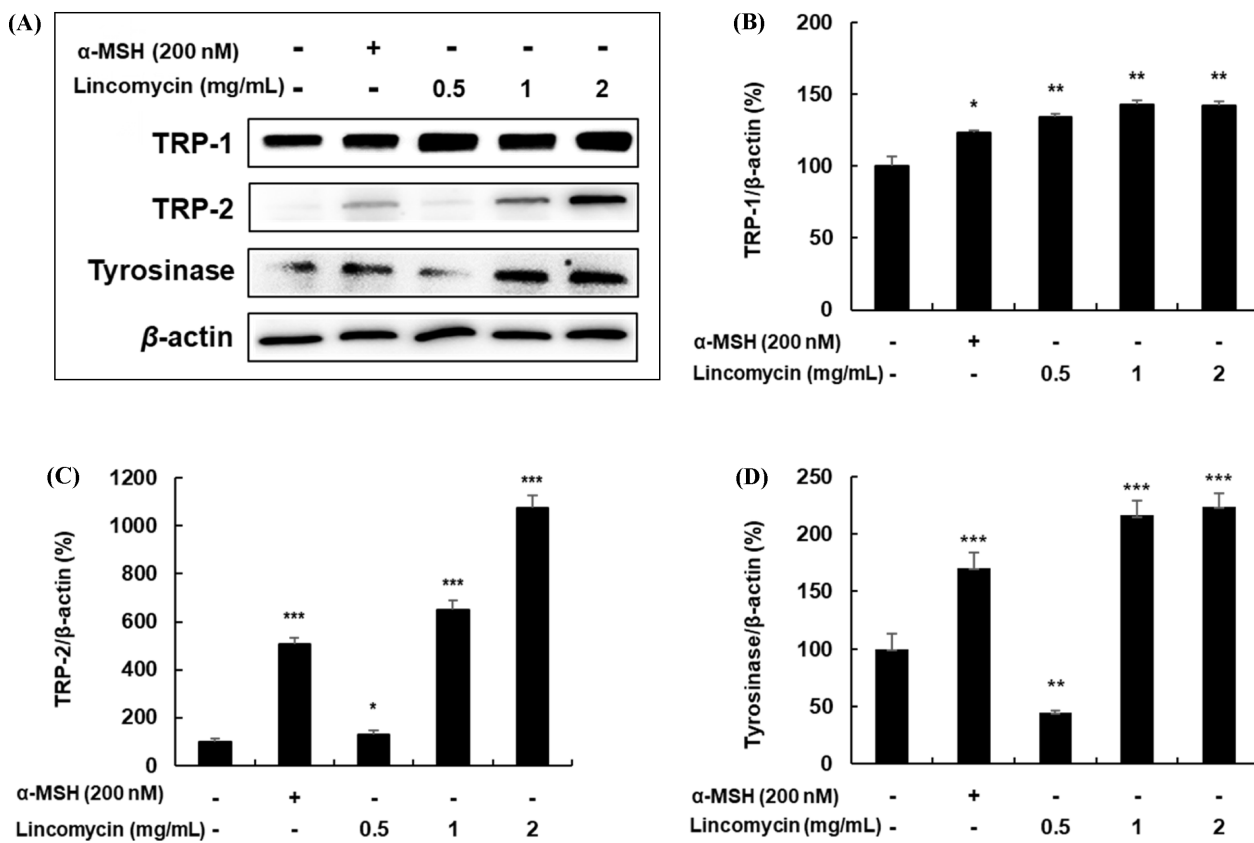 (A)
α-MSH (200 nM) - + - - -
Lincomycin (mg/mL) - - 0.5 1 2
TRP-1
TRP-2
Tyrosinase
β-actin
(B)
TRP-1/β-actin (%)
200
150
100
50
0
* ** ** **
α-MSH (200 nM) - + - - -
Lincomycin (mg/mL) - - 0.5 1 2
(C)
TRP-2/β-actin (%)
1200
1000
800
600
400
200
0
*** * *** ***
α-MSH (200 nM) - + - - -
Lincomycin (mg/mL) - - 0.5 1 2
(D)
Tyrosinase/β-actin (%)
250
200
150
100
50
0
*** ** *** ***
α-MSH (200 nM) - + - - -
Lincomycin (mg/mL) - - 0.5 1 2